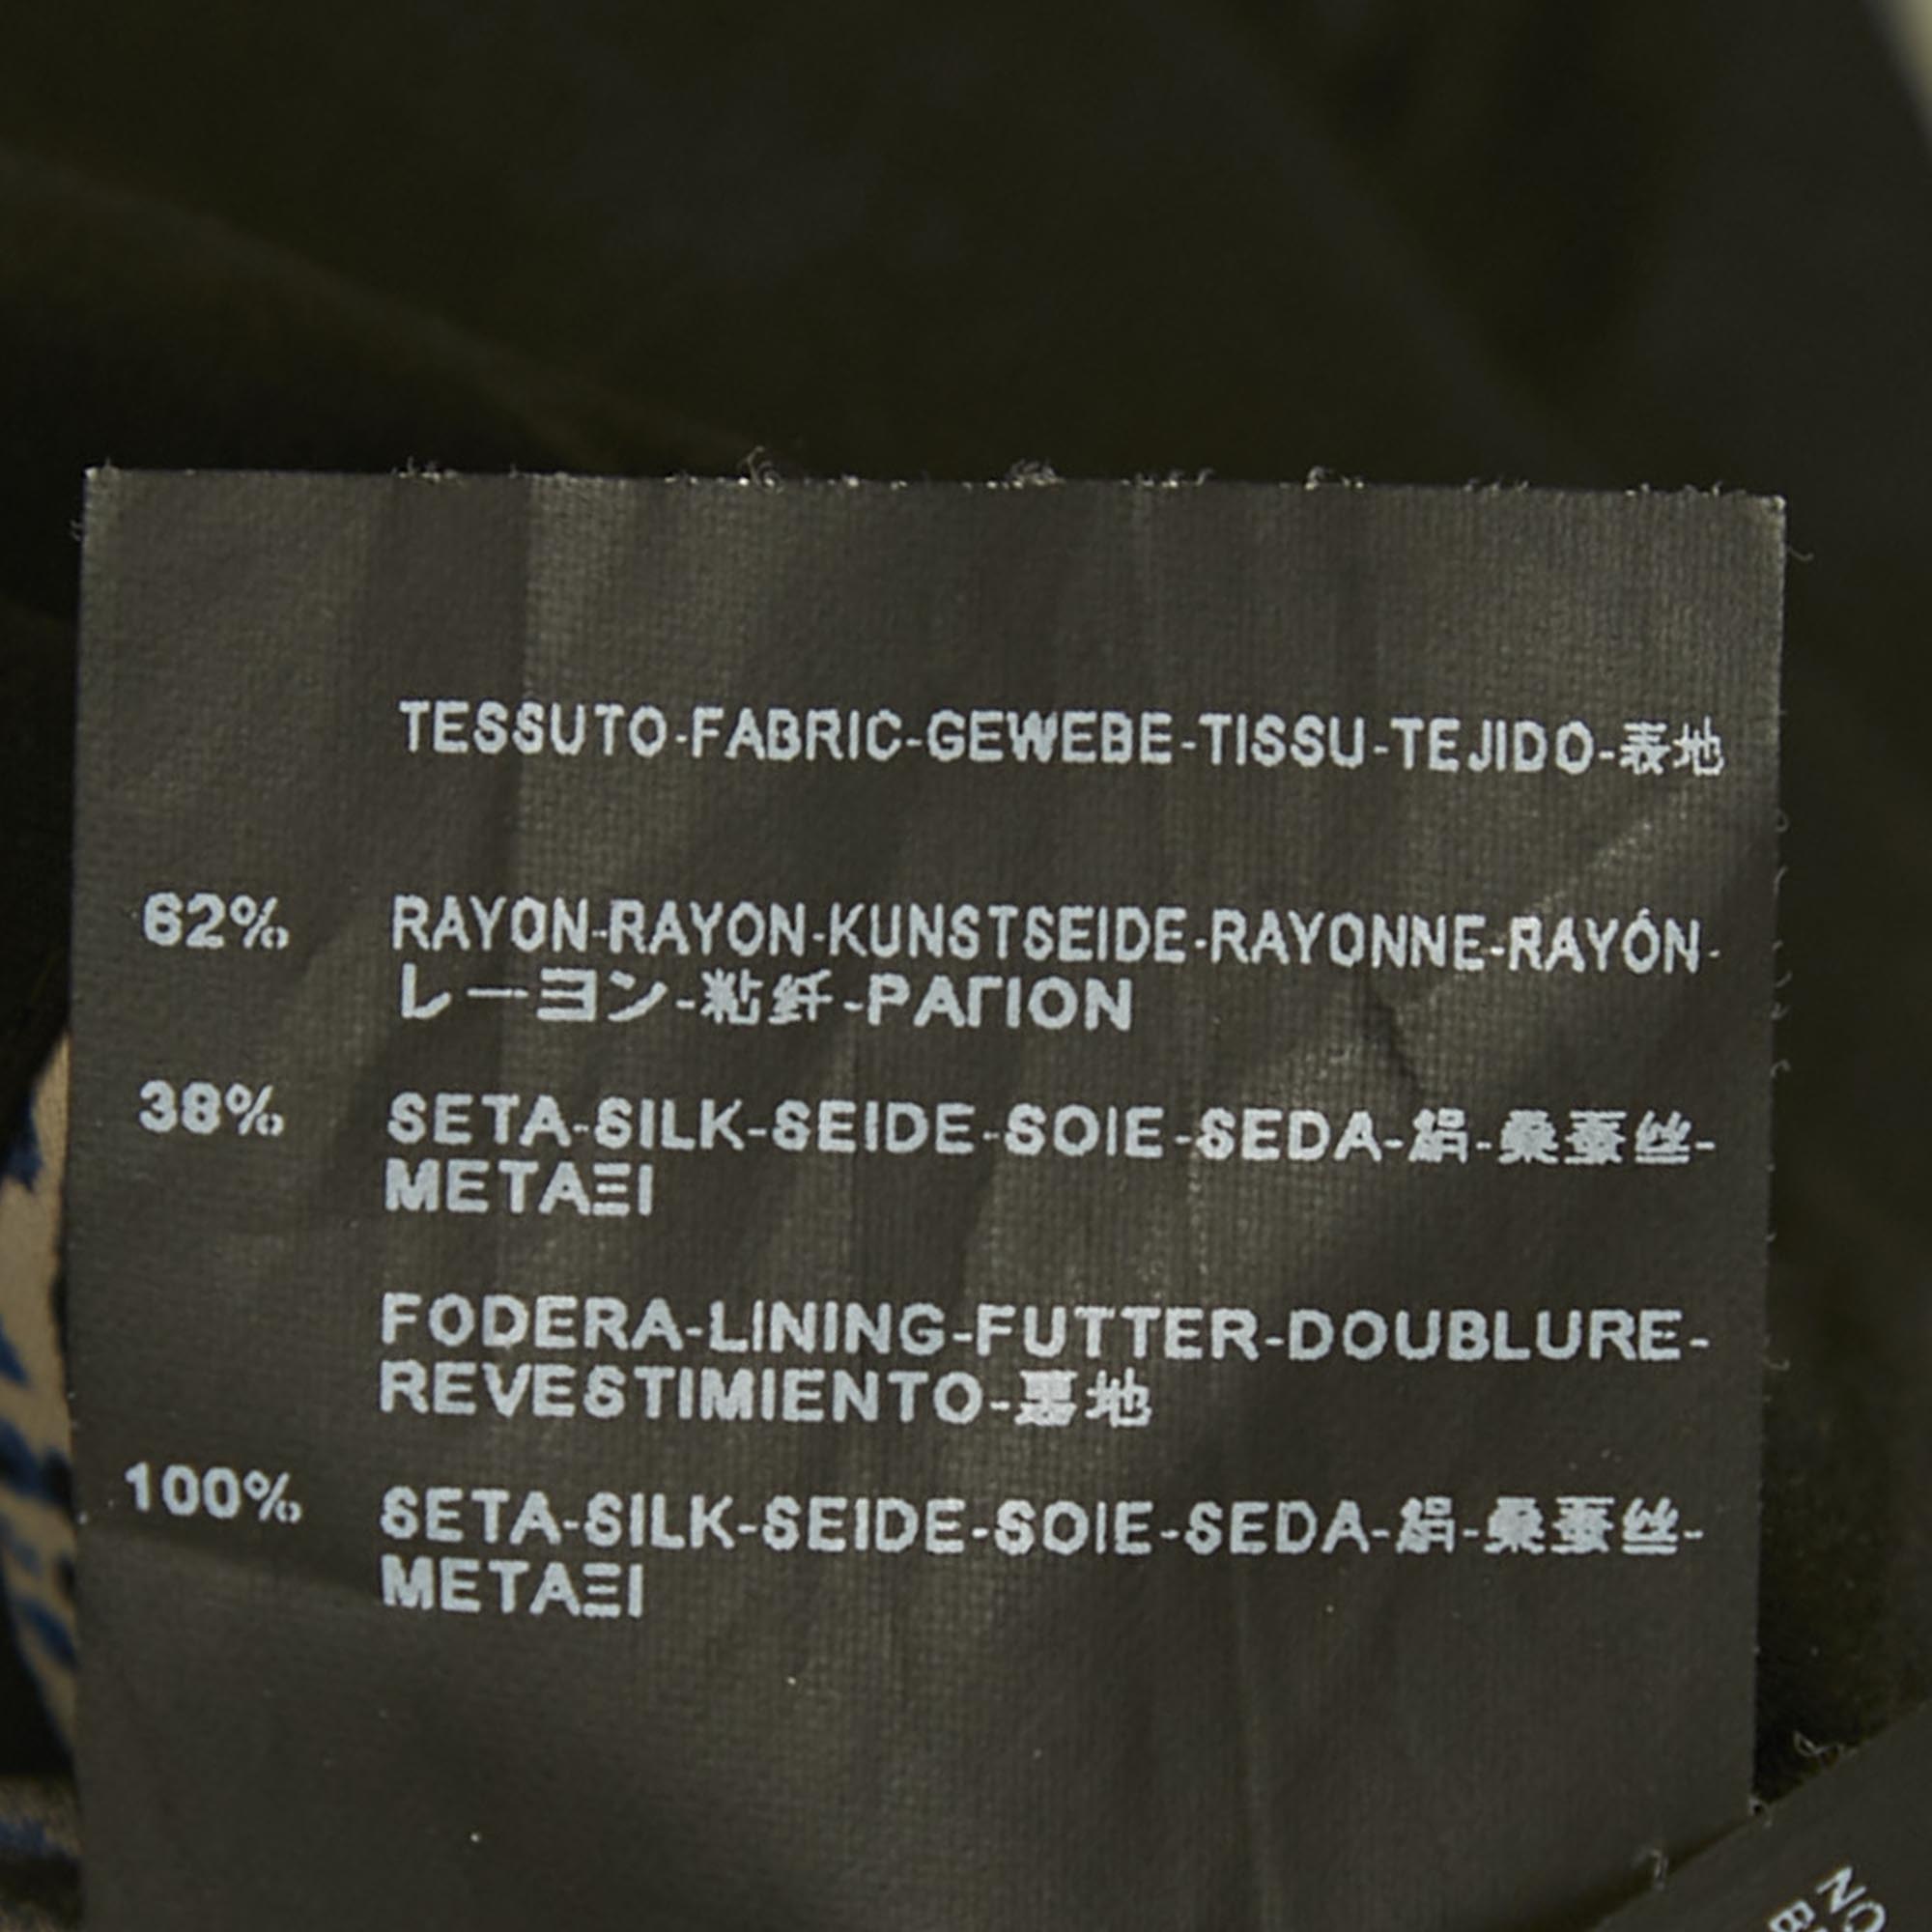 TESSUTO-FABRIC-GEWEBE-TISSU-TEJIDO-表地
62% RAYON-RAYON-KUNSTSEIDE-RAYONNE-RAYÓN-
レーヨン-粘纤-ΡΑΓΙΟΝ
38% SETA-SILK-SEIDE-SOIE-SEDA-絹-桑蚕丝-
ΜΕΤΑΞΙ
FODERA-LINING-FUTTER-DOUBLURE-
REVESTIMIENTO-裏地
100% SETA-SILK-SEIDE-SOIE-SEDA-絹-桑蚕丝-
ΜΕΤΑΞΙ